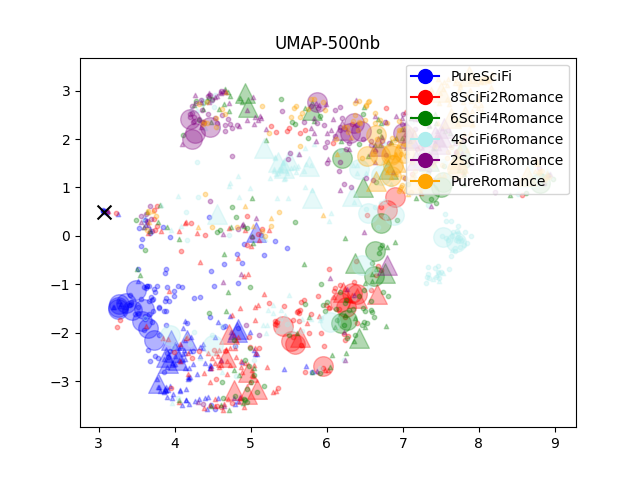 UMAP-500nb
PureSciFi
8SciFi2Romance
6SciFi4Romance
4SciFi6Romance
2SciFi8Romance
PureRomance
3
2
1
0
−1
−2
−3
3 4 5 6 7 8 9